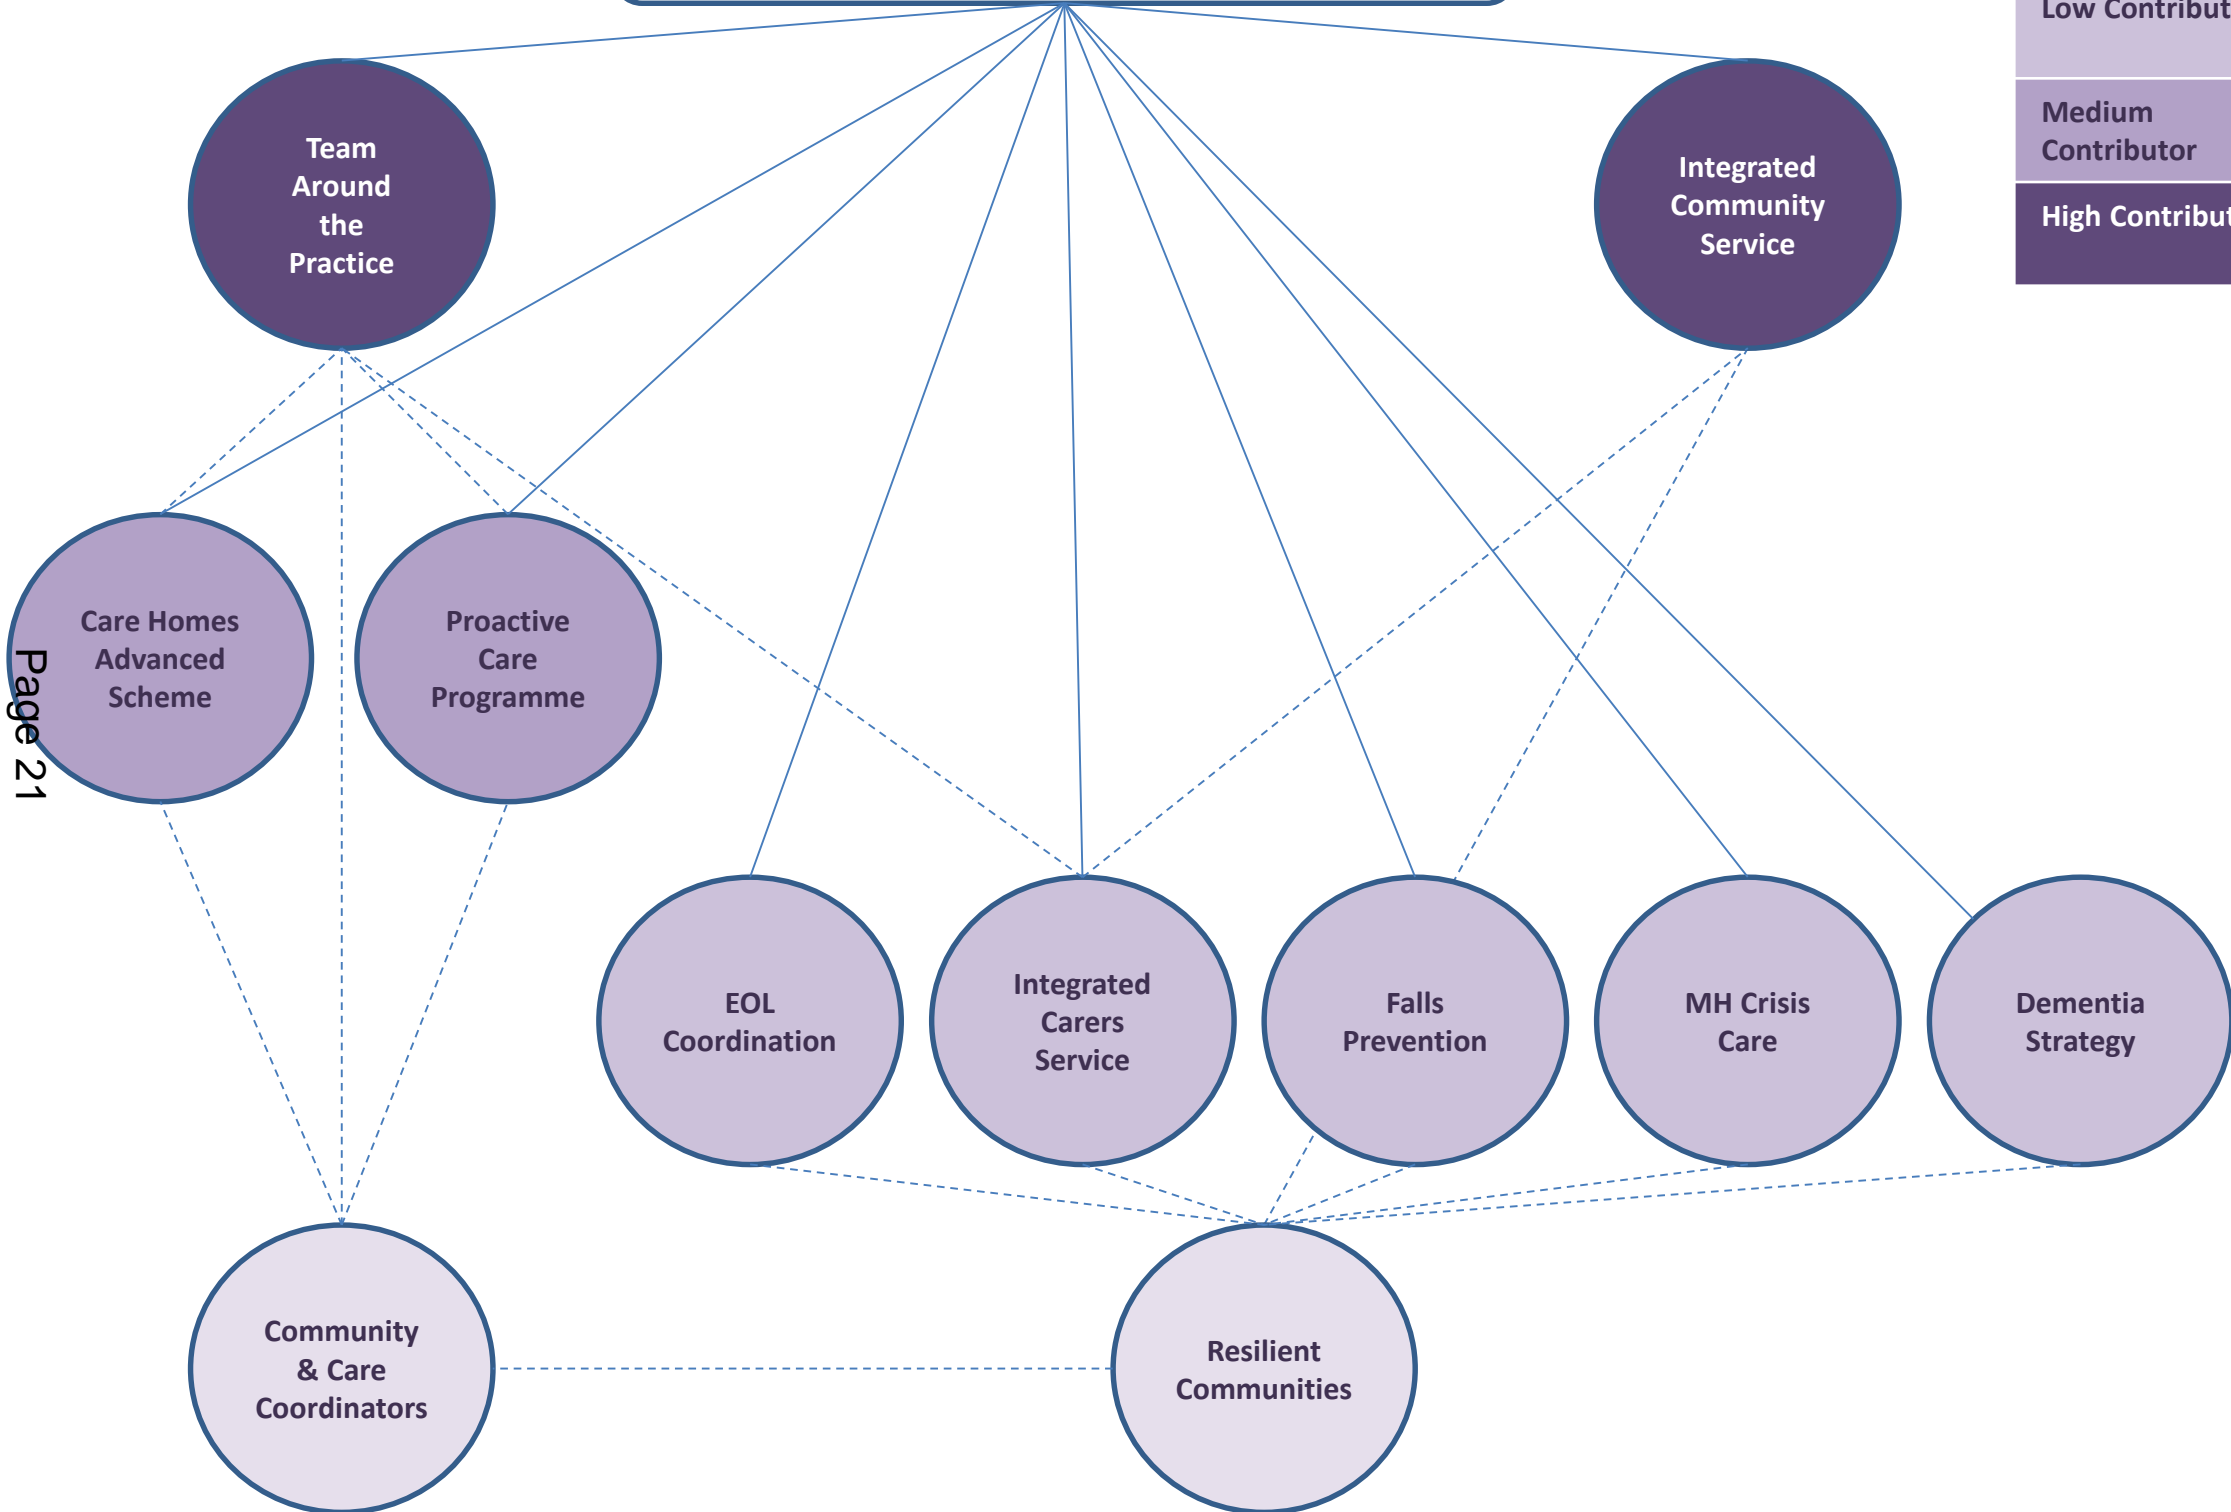 Low Contribut
Medium
Contributor
High Contribut
Team
Around
the
Practice
Integrated
Community
Service
Care Homes
Advanced
Scheme
Proactive
Care
Programme
Page 21
EOL
Coordination
Integrated
Carers
Service
Falls
Prevention
MH Crisis
Care
Dementia
Strategy
Community
& Care
Coordinators
Resilient
Communities